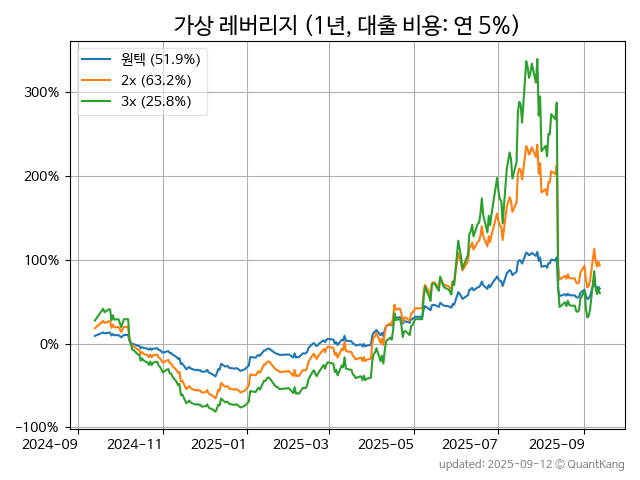 가상 레버리지 (1년, 대출 비용: 연 5%)
원텍 (51.9%)
2x (63.2%)
3x (25.8%)
300%
200%
100%
0%
−100%
2024-09 2024-11 2025-01 2025-03 2025-05 2025-07 2025-09
updated: 2025-09-12 © QuantKang